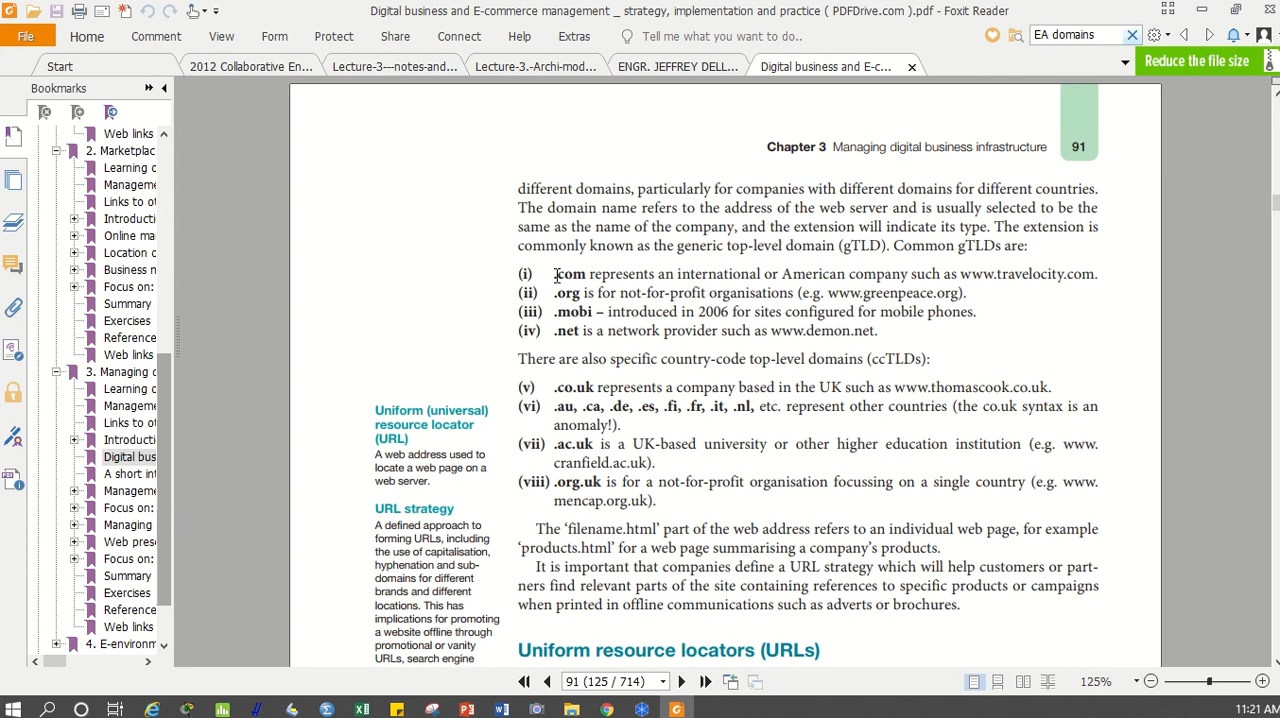 Digital business and E-commerce management _ strategy, implementation and practice ( PDFDrive.com ).pdf - Foxit Reader
File Home Comment View Form Protect Share Connect Help Extras Tell me what you want to do.. EA domains
Start 2012 Collaborative En... Lecture-3---notes-and... Lecture-3.-Archined... ENGR. JEFFREY DELL... Digital business and E-c...
Reduce the file size
Bookmarks
Web links
2. Marketplac
Learning o
Manageme
Links to ot
Introducti
Online ma
Location o
Business m
Focus on:
Summary
Exercises
Reference
Web links
3. Managing d
Learning o
Manageme
Links to ot
Introducti
Digital bus
A short int
Manageme
Focus on:
Managing
Web prese
Focus on:
Summary
Exercises
Reference
Web links
4. E-environm
Chapter 3 Managing digital business infrastructure 91
different domains, particularly for companies with different domains for different countries.
The domain name refers to the address of the web server and is usually selected to be the
same as the name of the company, and the extension will indicate its type. The extension is
commonly known as the generic top-level domain (gTLD). Common gTLDs are:
(i) .com represents an international or American company such as www.travelocity.com.
(ii) .org is for not-for-profit organisations (e.g. www.greenpeace.org).
(iii) .mobi – introduced in 2006 for sites configured for mobile phones.
(iv) .net is a network provider such as www.demon.net.
There are also specific country-code top-level domains (ccTLDs):
(v) .co.uk represents a company based in the UK such as www.thomascook.co.uk.
(vi) .au, .ca, .de, .es, .fi, .fr, .it, .nl, etc. represent other countries (the co.uk syntax is an
anomaly!).
(vii) .ac.uk is a UK-based university or other higher education institution (e.g. www.
cranfield.ac.uk).
(viii) .org.uk is for a not-for-profit organisation focussing on a single country (e.g. www.
mencap.org.uk).
The ‘filename.html’ part of the web address refers to an individual web page, for example
‘products.html’ for a web page summarising a company’s products.
It is important that companies define a URL strategy which will help customers or part-
ners find relevant parts of the site containing references to specific products or campaigns
when printed in offline communications such as adverts or brochures.
Uniform resource locators (URLs)
Uniform (universal)
resource locator
(URL)
A web address used to
locate a web page on a
web server.
URL strategy
A defined approach to
forming URLs, including
the use of capitalisation,
hyphenation and sub-
domains for different
brands and different
locations. This has
implications for promoting
a website offline through
promotional or vanity
URLs, search engine
91 (125 / 714)
125%
11:21 AM